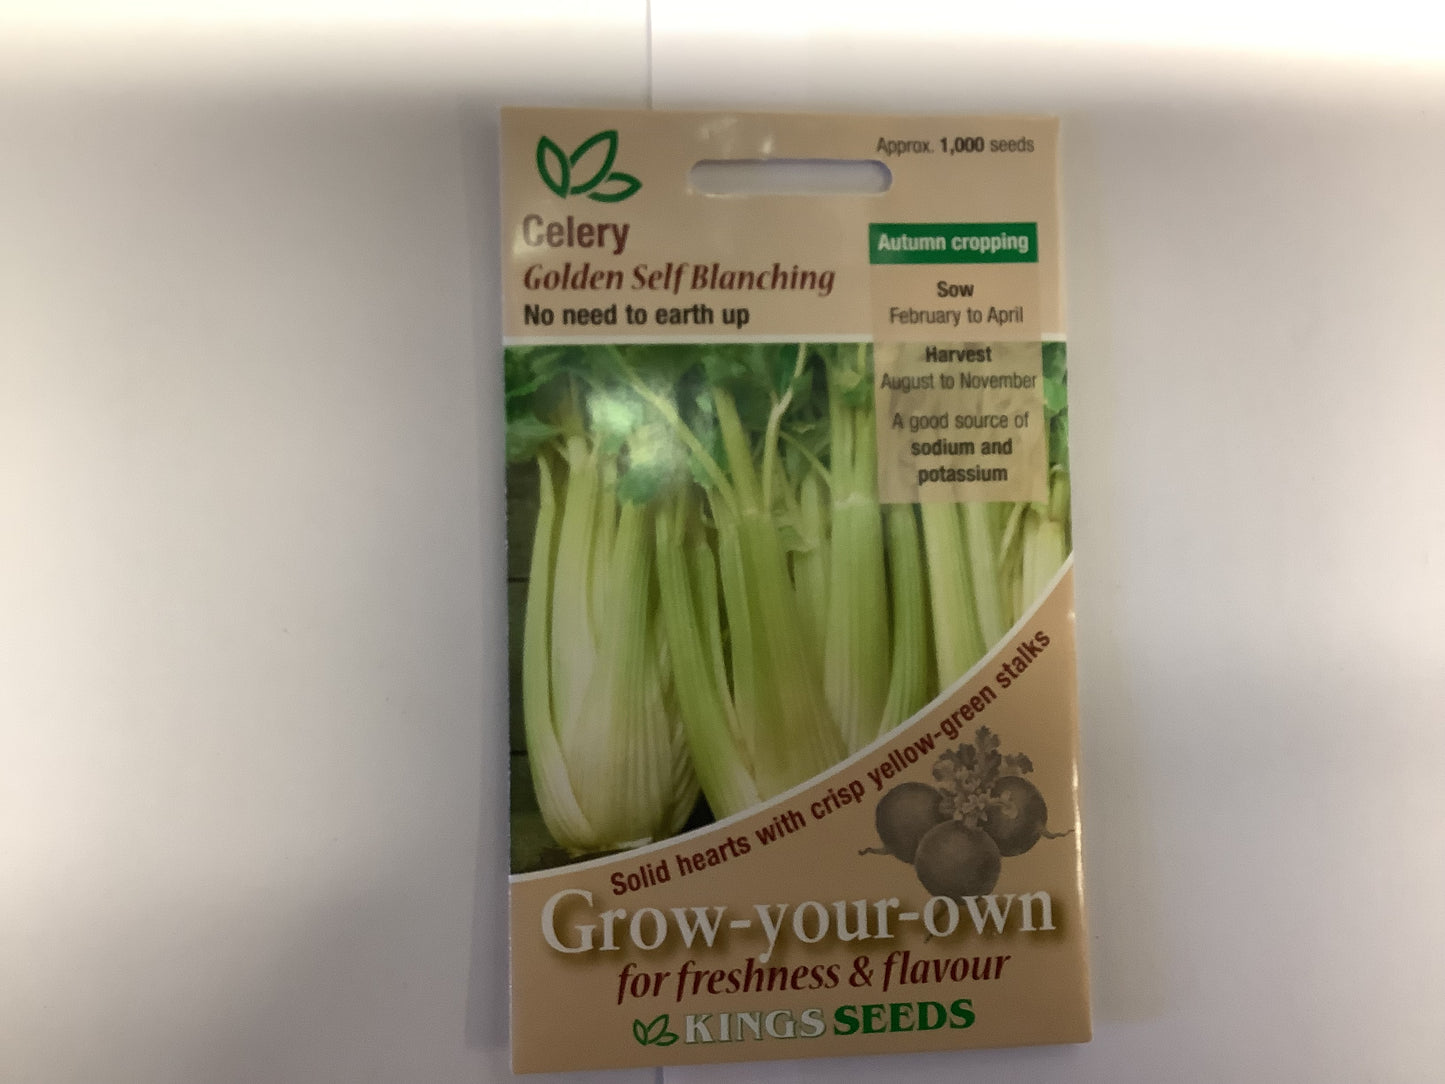 Approx. 1,000 seeds
Celery
Golden Self Blanching
No need to earth up
Autumn cropping
Sow
February to April
Harvest
August to November
A good source of
sodium and
potassium
Solid hearts with crisp yellow-green stalks
Grow-your-own
for freshness & flavour
KINGS SEEDS